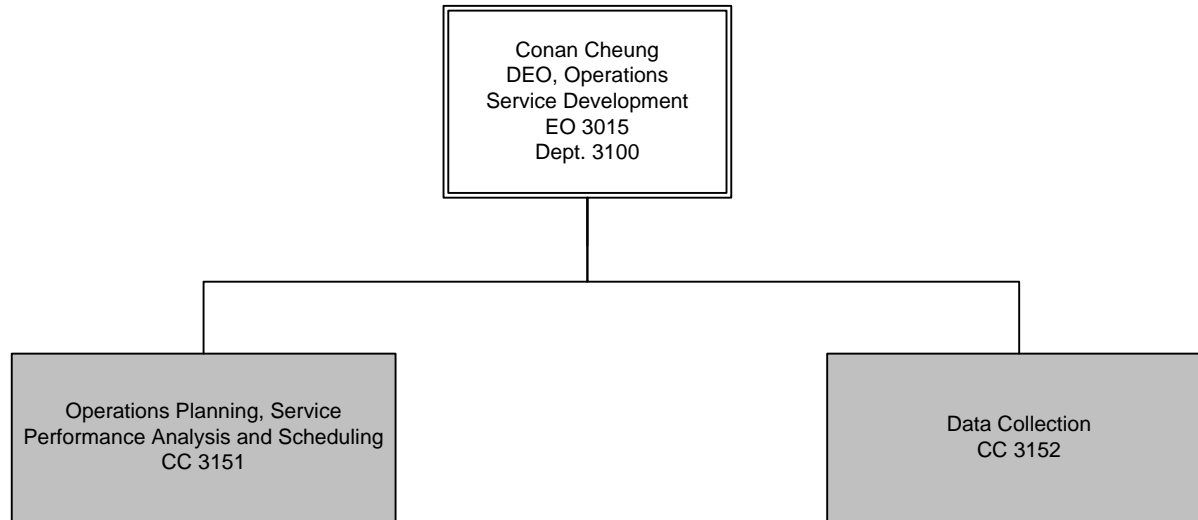 Conan Cheung
DEO, Operations
Service Development
EO 3015
Dept. 3100
Operations Planning, Service
Performance Analysis and Scheduling
CC 3151
Data Collection
CC 3152